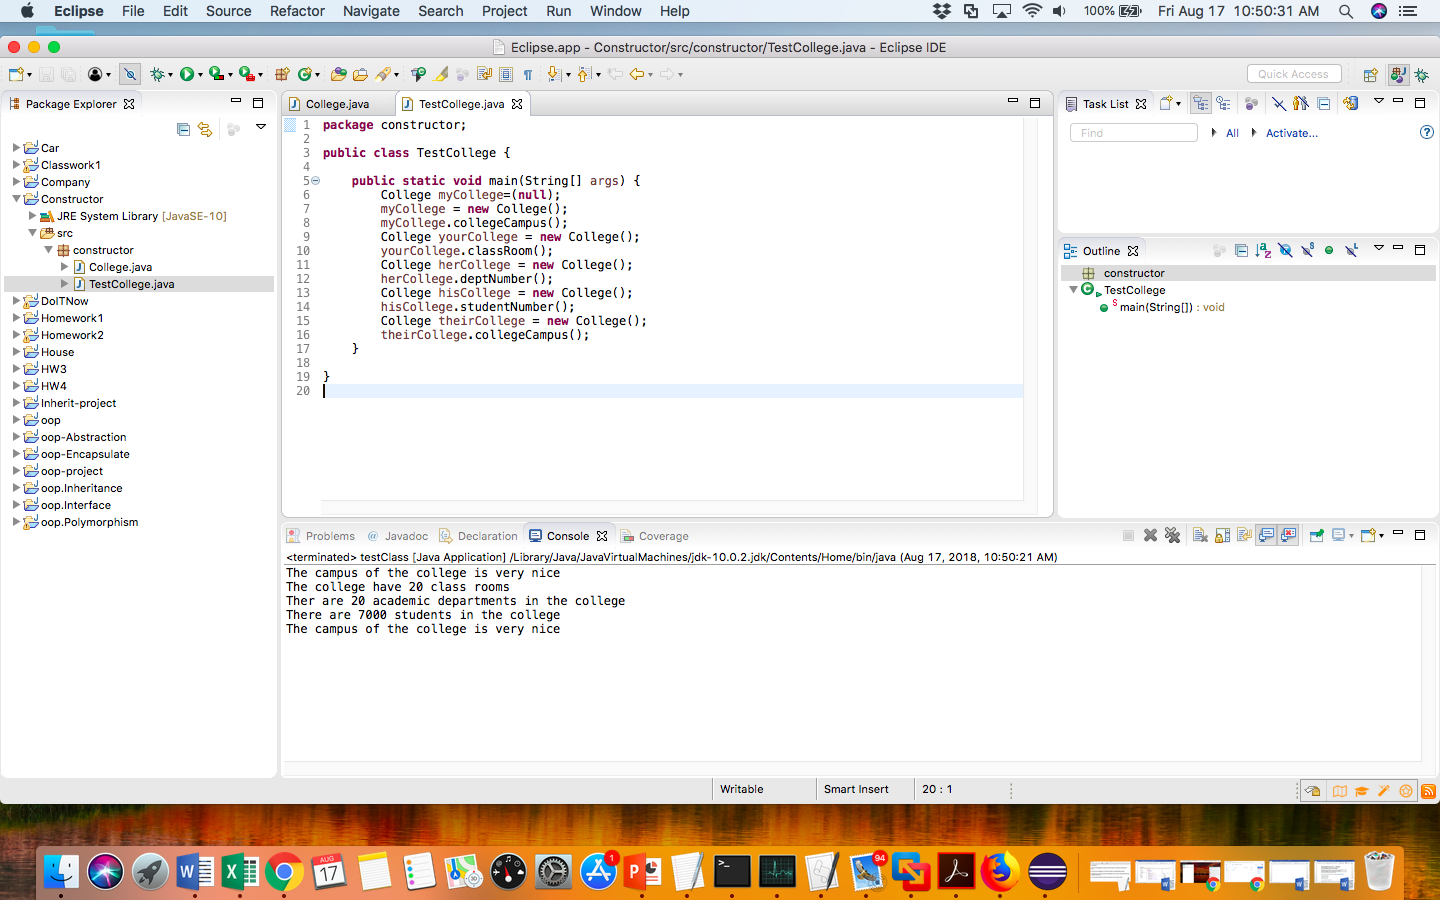 Eclipse File Edit Source Refactor Navigate Search Project Run Window Help 100% Fri Aug 17 10:50:31 AM
Eclipse.app - Constructor/src/constructor/TestCollege.java - Eclipse IDE
Quick Access
Package Explorer
Car
Classwork1
Company
Constructor
JRE System Library [JavaSE-10]
src
constructor
College.java
TestCollege.java
DoITNow
Homework1
Homework2
House
HW3
HW4
Inherit-project
oop
oop-Abstraction
oop-Encapsulate
oop-project
oop.Inheritance
oop.Interface
oop.Polymorphism
College.java TestCollege.java
1 package constructor;
2
3 public class TestCollege {
4
5 public static void main(String[] args) {
6 College myCollege=(null);
7 myCollege = new College();
8 myCollege.collegeCampus();
9 College yourCollege = new College();
10 yourCollege.classRoom();
11 College herCollege = new College();
12 herCollege.deptNumber();
13 College hisCollege = new College();
14 hisCollege.studentNumber();
15 College theirCollege = new College();
16 theirCollege.collegeCampus();
17 }
18
19 }
20
Task List
Find All Activate...
Outline
constructor
TestCollege
main(String[]) : void
Problems Javadoc Declaration Console Coverage
<terminated> testClass [Java Application] /Library/Java/JavaVirtualMachines/jdk-10.0.2.jdk/Contents/Home/bin/java (Aug 17, 2018, 10:50:21 AM)
The campus of the college is very nice
The college have 20 class rooms
Ther are 20 academic departments in the college
There are 7000 students in the college
The campus of the college is very nice
Writable Smart Insert 20 : 1
AUG
17
1
94